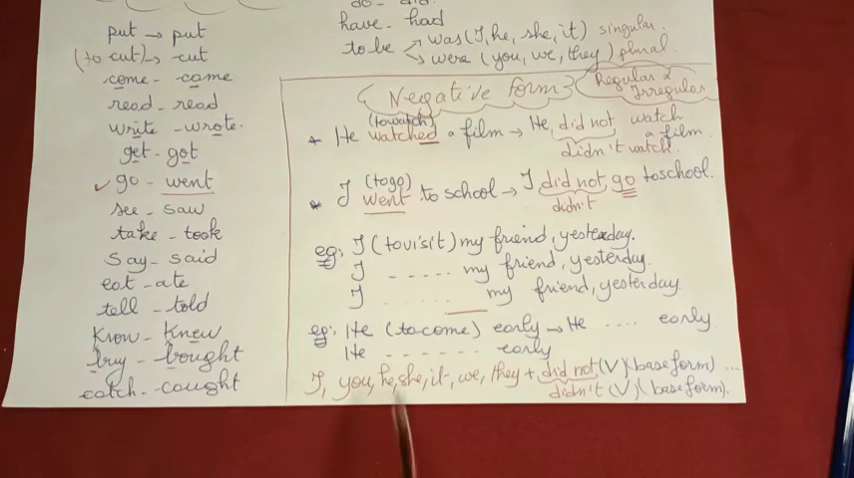 put → put
(to cut) → cut
come - came
read - read
write - wrote.
get - got
go - went
see - saw
take - took
say - said
eat - ate
tell - told
know - knew
buy - bought
catch - caught
do - did.
have - had
to be
was (I, he, she, it) singular.
were (you, we, they) plural.
Negative form
Regular &
Irregular
(to watch)
* He watched a film → He did not watch a film.
didn't watch.
(to go)
* I went to school → I did not go to school.
didn't
eg: I (to visit) my friend, yesterday.
I ...... my friend, yesterday.
I ...... my friend, yesterday
eg: He (to come) early → He .... early.
He ...... early
I, you, he, she, it, we, they + did not (V) (base form) ...
didn't (V) (base form).